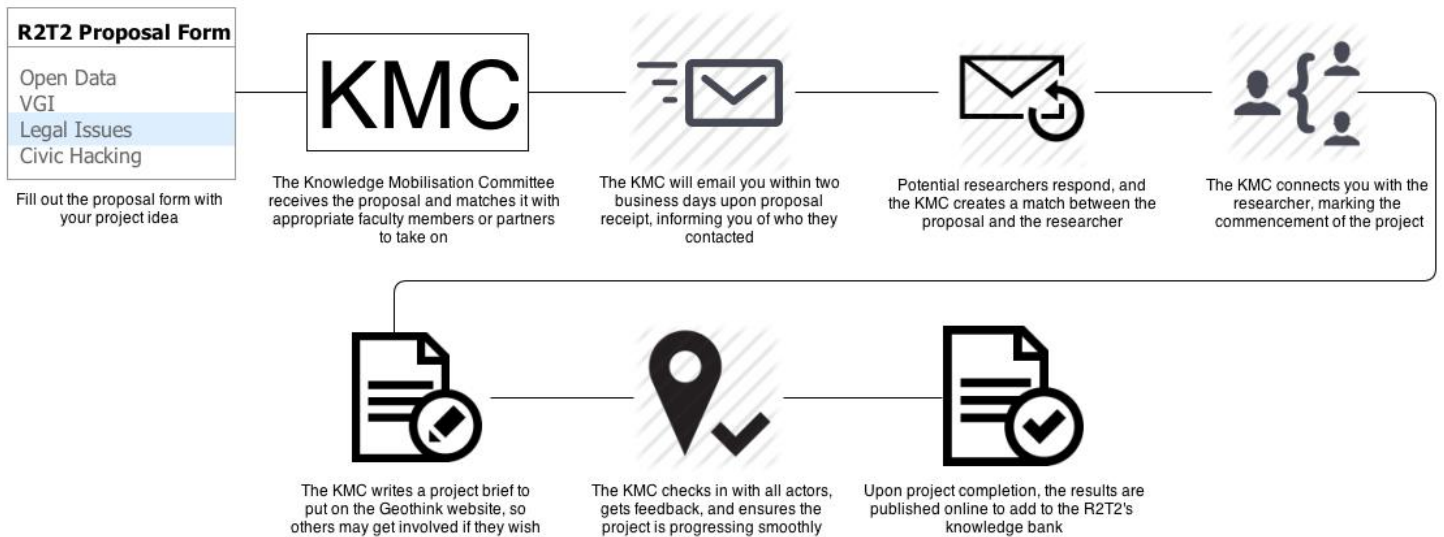 R2T2 Proposal Form
Open Data
VGI
Legal Issues
Civic Hacking
Fill out the proposal form with
your project idea
KMC
The Knowledge Mobilisation Committee
receives the proposal and matches it with
appropriate faculty members or partners
to take on
The KMC will email you within two
business days upon proposal
receipt, informing you of who they
contacted
Potential researchers respond, and
the KMC creates a match between the
proposal and the researcher
The KMC connects you with the
researcher, marking the
commencement of the project
The KMC writes a project brief to
put on the Geothink website, so
others may get involved if they wish
The KMC checks in with all actors,
gets feedback, and ensures the
project is progressing smoothly
Upon project completion, the results are
published online to add to the R2T2's
knowledge bank